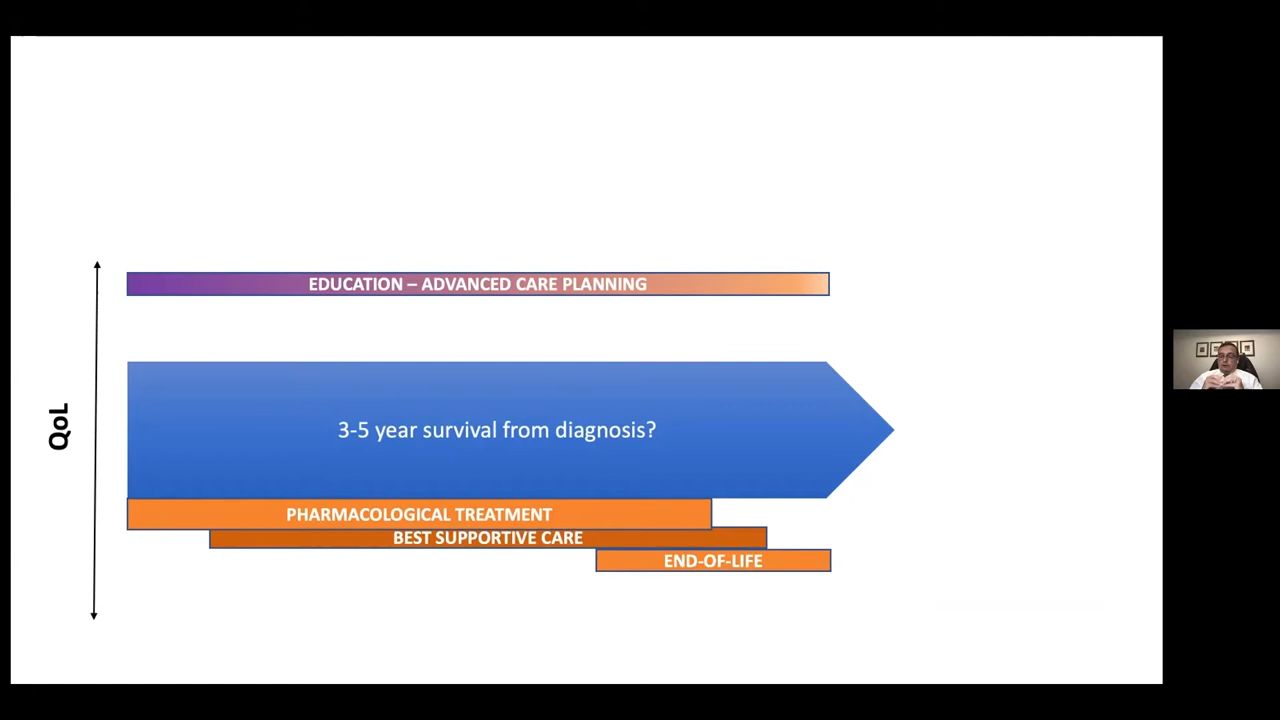 EDUCATION – ADVANCED CARE PLANNING
QoL
3-5 year survival from diagnosis?
PHARMACOLOGICAL TREATMENT
BEST SUPPORTIVE CARE
END-OF-LIFE